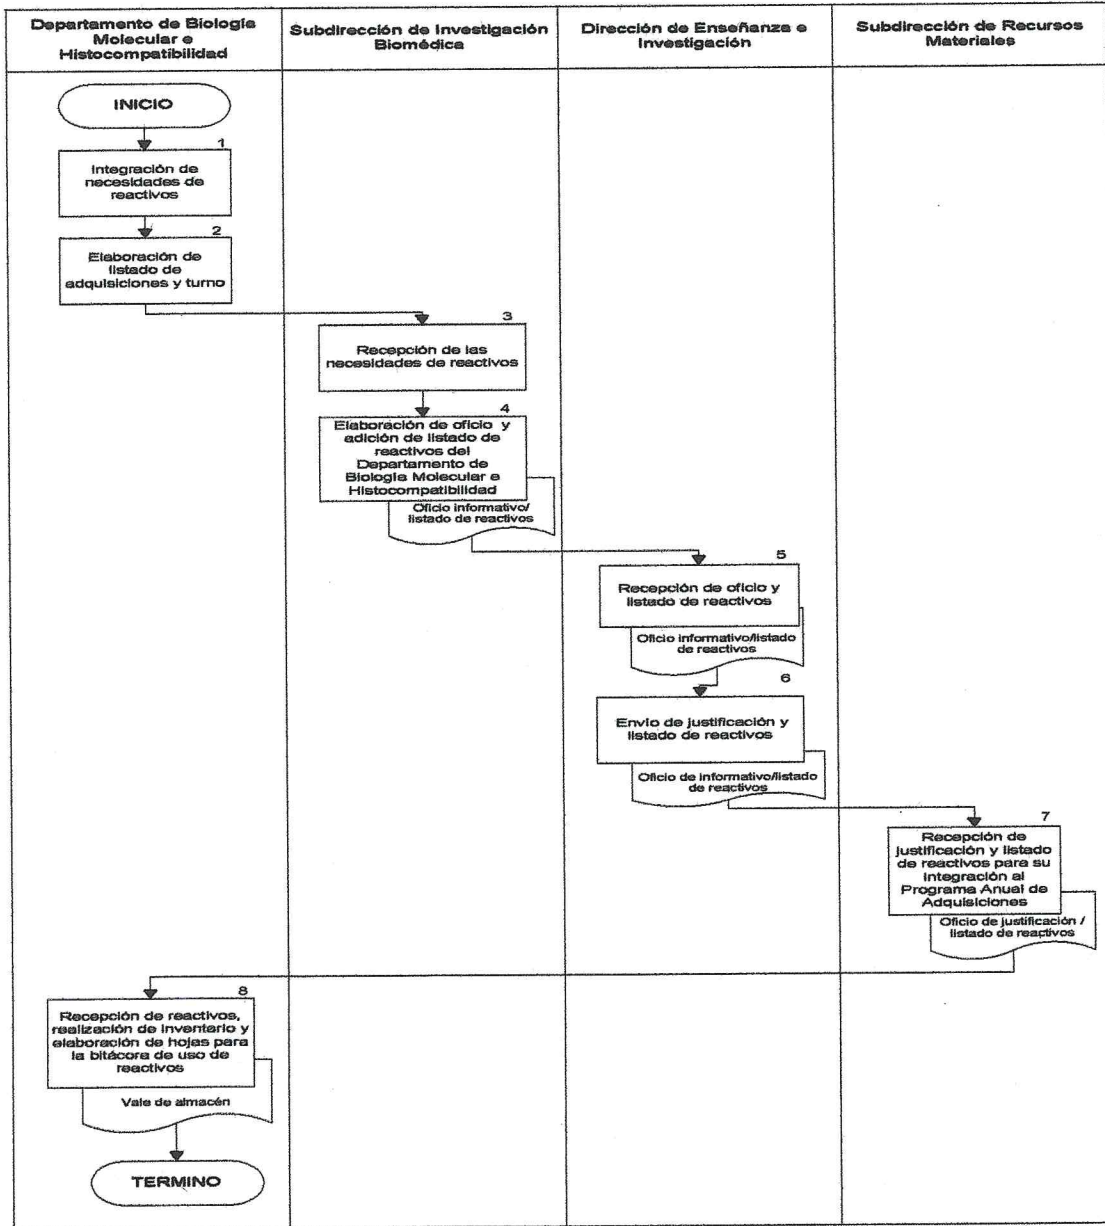 Departamento de Biología
Molecular e
Histocompatibilidad
Subdirección de Investigación
Biomédica
Dirección de Enseñanza e
Investigación
Subdirección de Recursos
Materiales
INICIO
1
Integración de
necesidades de
reactivos
2
Elaboración de
listado de
adquisiciones y turno
3
Recepción de las
necesidades de reactivos
4
Elaboración de oficio y
adición de listado de
reactivos del
Departamento de
Biología Molecular e
Histocompatibilidad
Oficio informativo/
listado de reactivos
5
Recepción de oficio y
listado de reactivos
Oficio informativo/listado
de reactivos
6
Envío de justificación y
listado de reactivos
Oficio de informativo/listado
de reactivos
7
Recepción de
justificación y listado
de reactivos para su
integración al
Programa Anual de
Adquisiciones
Oficio de justificación /
listado de reactivos
8
Recepción de reactivos,
realización de inventario y
elaboración de hojas para
la bitácora de uso de
reactivos
Vale de almacén
TERMINO